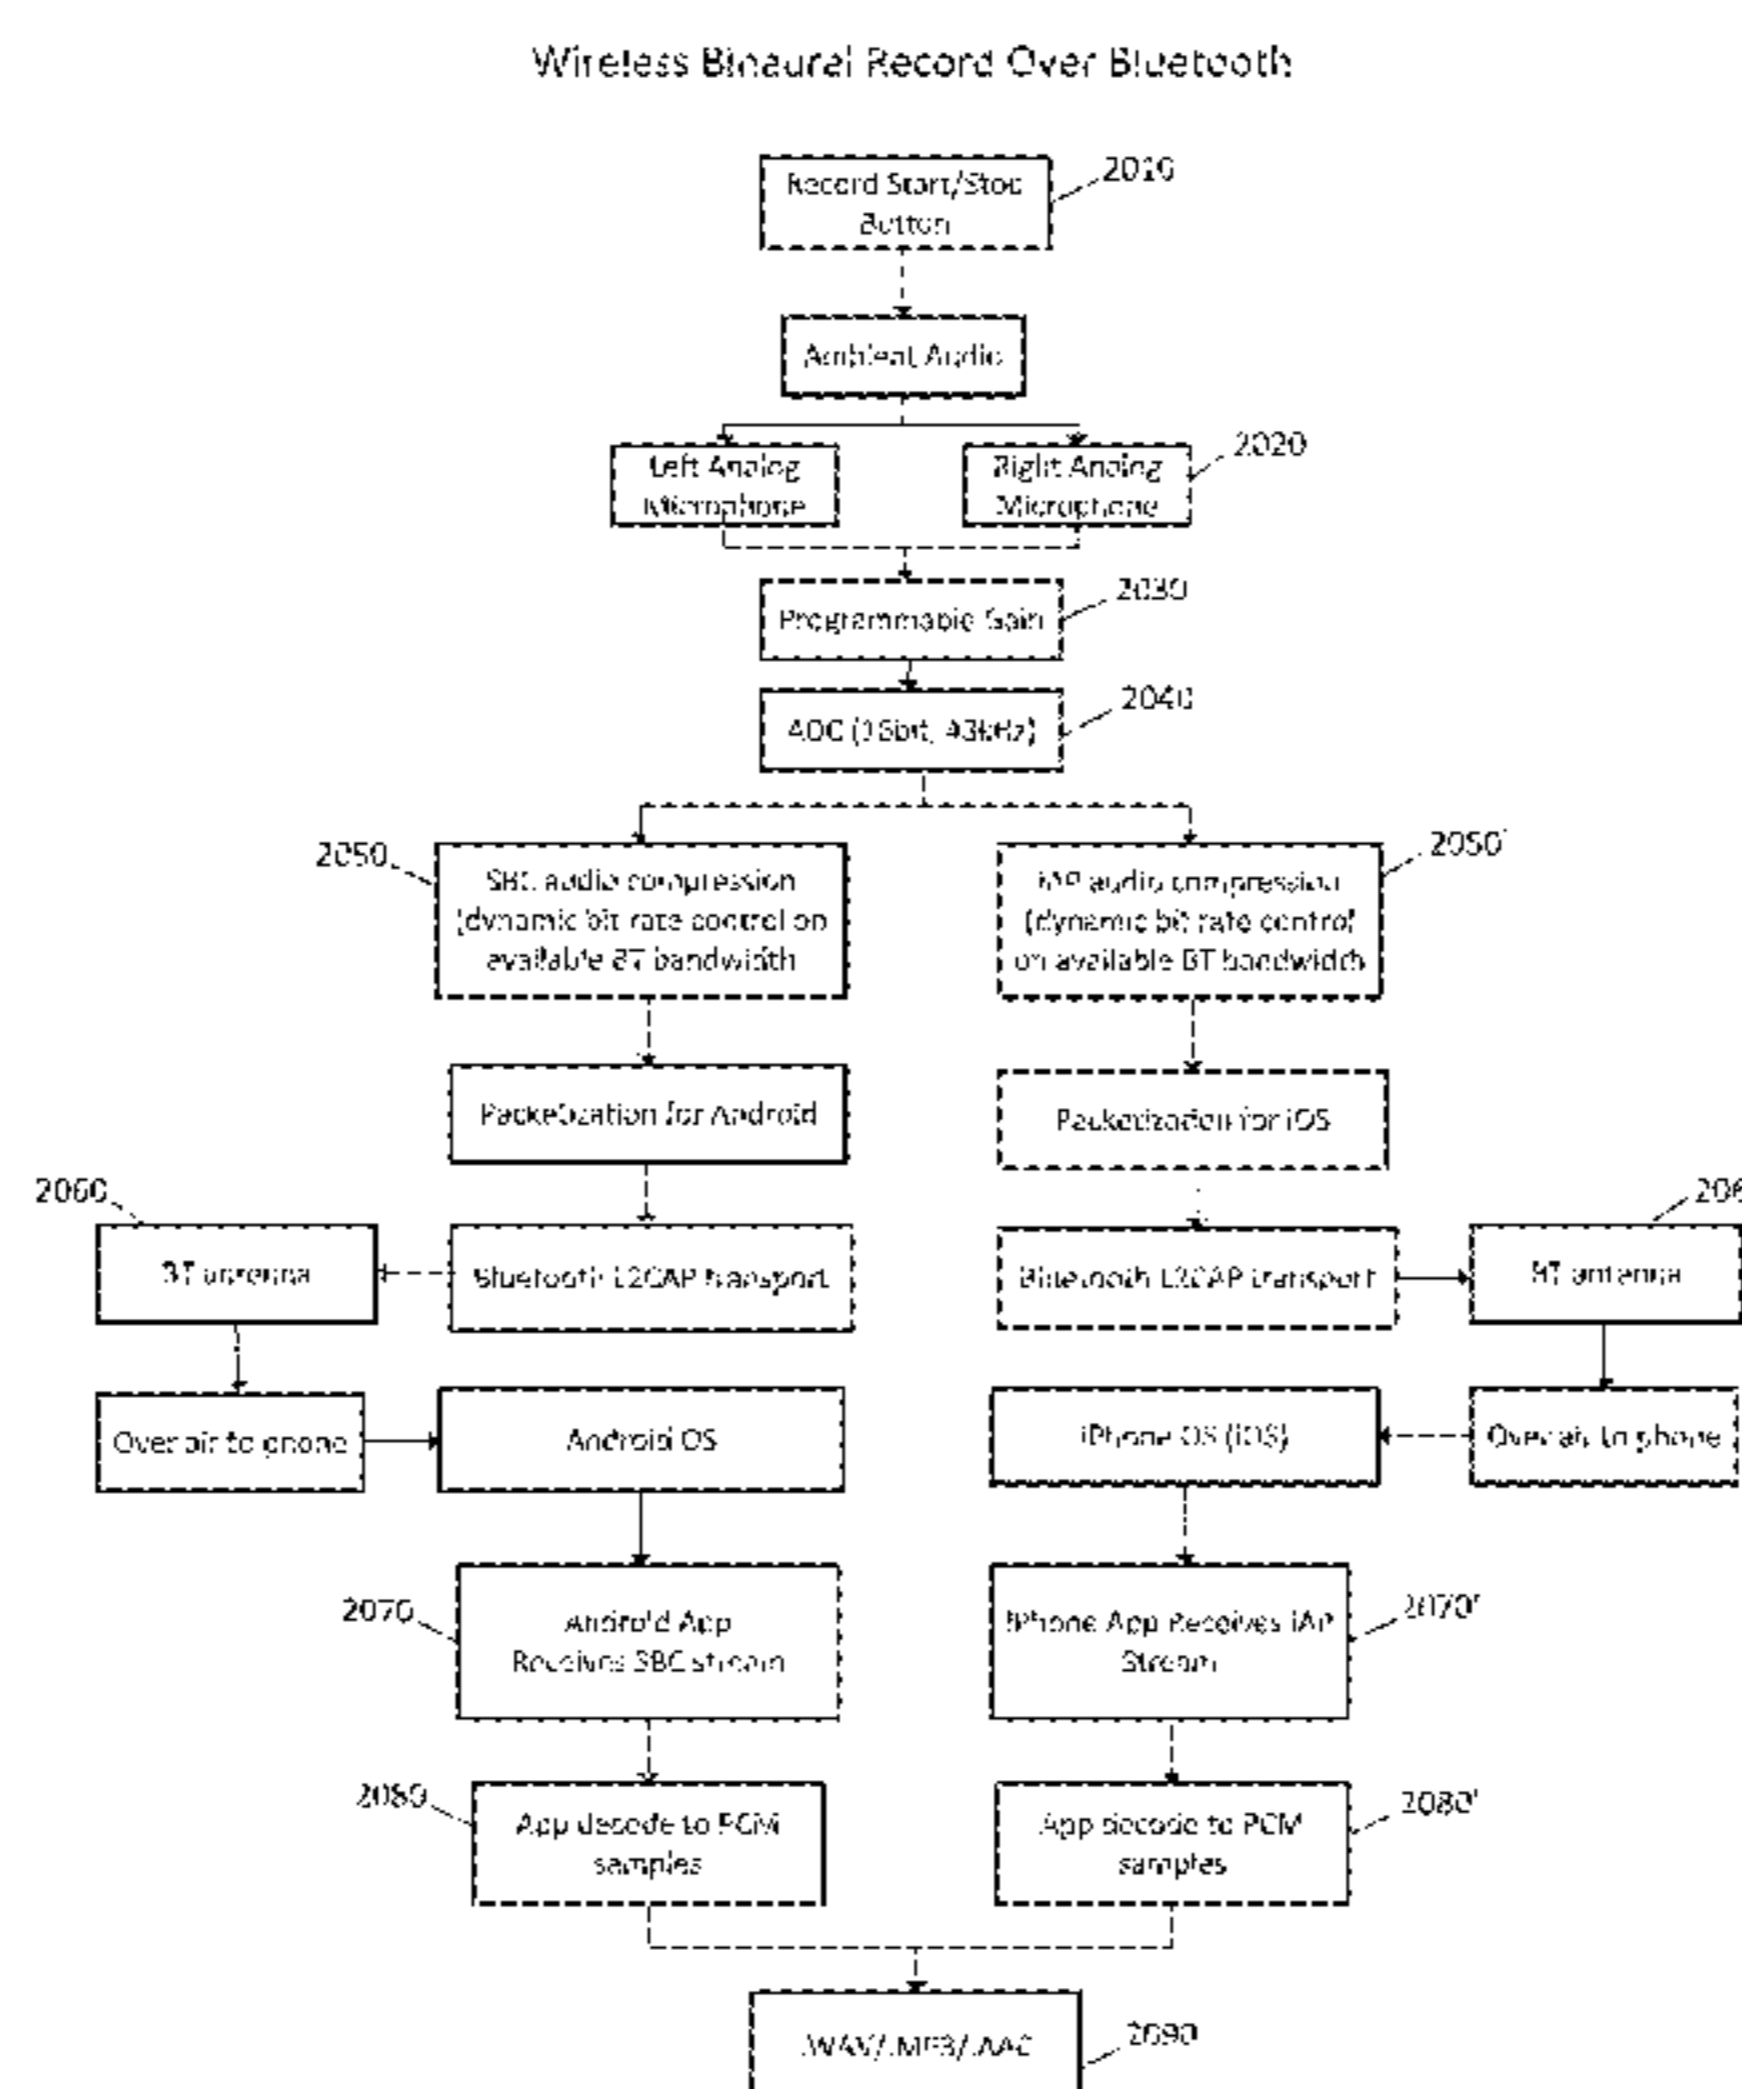 Wireless Binaural Record Over Bluetooth
Record Start/Stop
Button
2010
Ambient Audio
Left Analog
Microphone
Right Analog
Microphone
2020
Programmable Gain
2030
ADC (16bit, 48kHz)
2040
2050
SBC audio compression
(dynamic bit rate control on
available BT bandwidth
iAP audio compression
(dynamic bit rate control
on available BT bandwidth
2050'
Packetization for Android
Packetization for iOS
2060
BT antenna
Bluetooth L2CAP transport
Bluetooth L2CAP transport
BT antenna
Over air to phone
Android OS
iPhone OS (iOS)
Over air to phone
2070
Android App
Receives SBC stream
iPhone App Receives iAP
Stream
2070'
2080
App decode to PCM
samples
App decode to PCM
samples
2080'
.WAV/.MP3/.AAC
2090